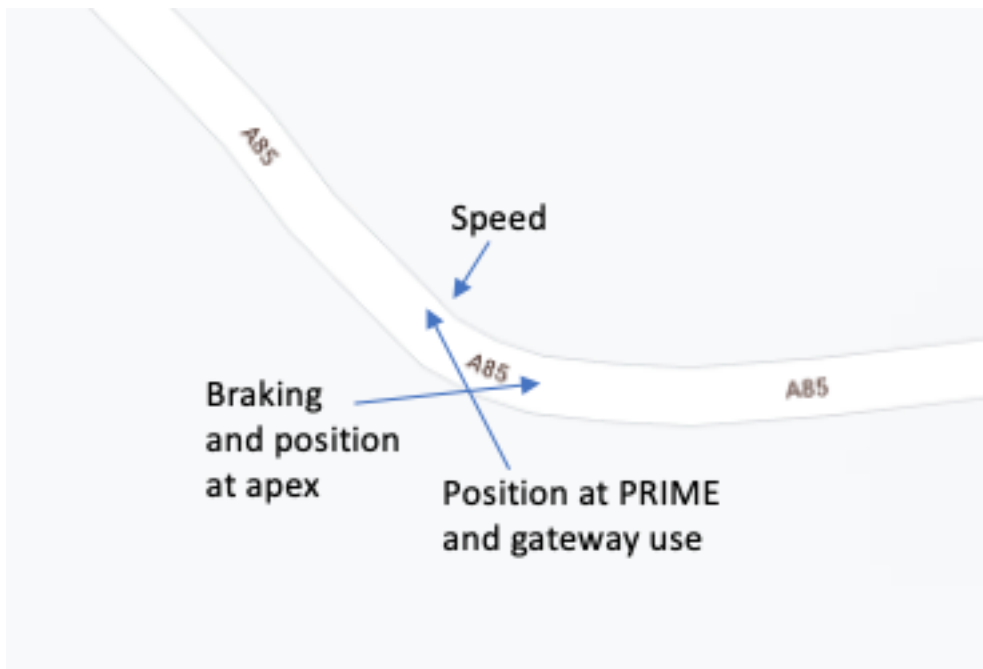 A85
Speed
A85
A85
Braking
and position
at apex
Position at PRIME
and gateway use